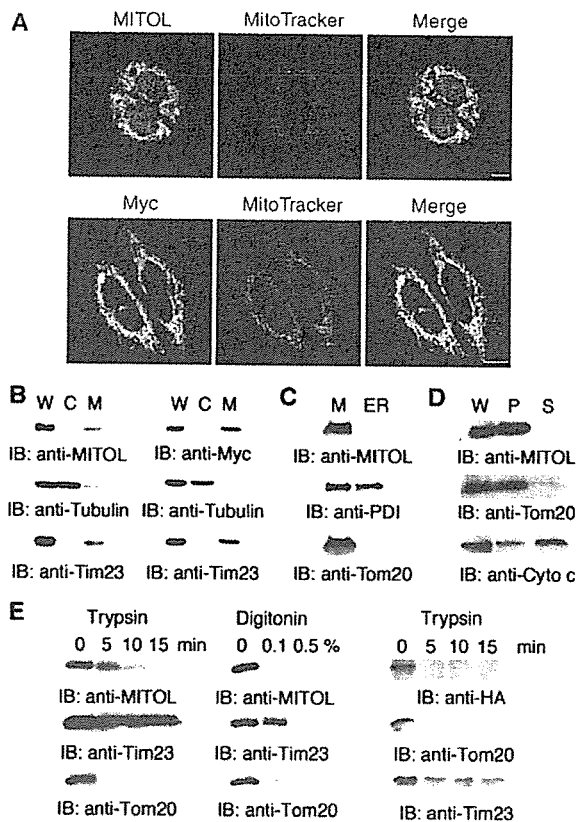 A
MITOL MitoTracker Merge
Myc MitoTracker Merge
B W C M W C M
C M ER
D W P S
IB: anti-MITOL IB: anti-Myc IB: anti-MITOL IB: anti-MITOL
IB: anti-Tubulin IB: anti-Tubulin IB: anti-PDI IB: anti-Tom20
IB: anti-Tim23 IB: anti-Tim23 IB: anti-Tom20 IB: anti-Cyto c
E
Trypsin Digitonin Trypsin
0 5 10 15 min 0 0.1 0.5 % 0 5 10 15 min
IB: anti-MITOL IB: anti-MITOL IB: anti-HA
IB: anti-Tim23 IB: anti-Tim23 IB: anti-Tom20
IB: anti-Tom20 IB: anti-Tom20 IB: anti-Tim23